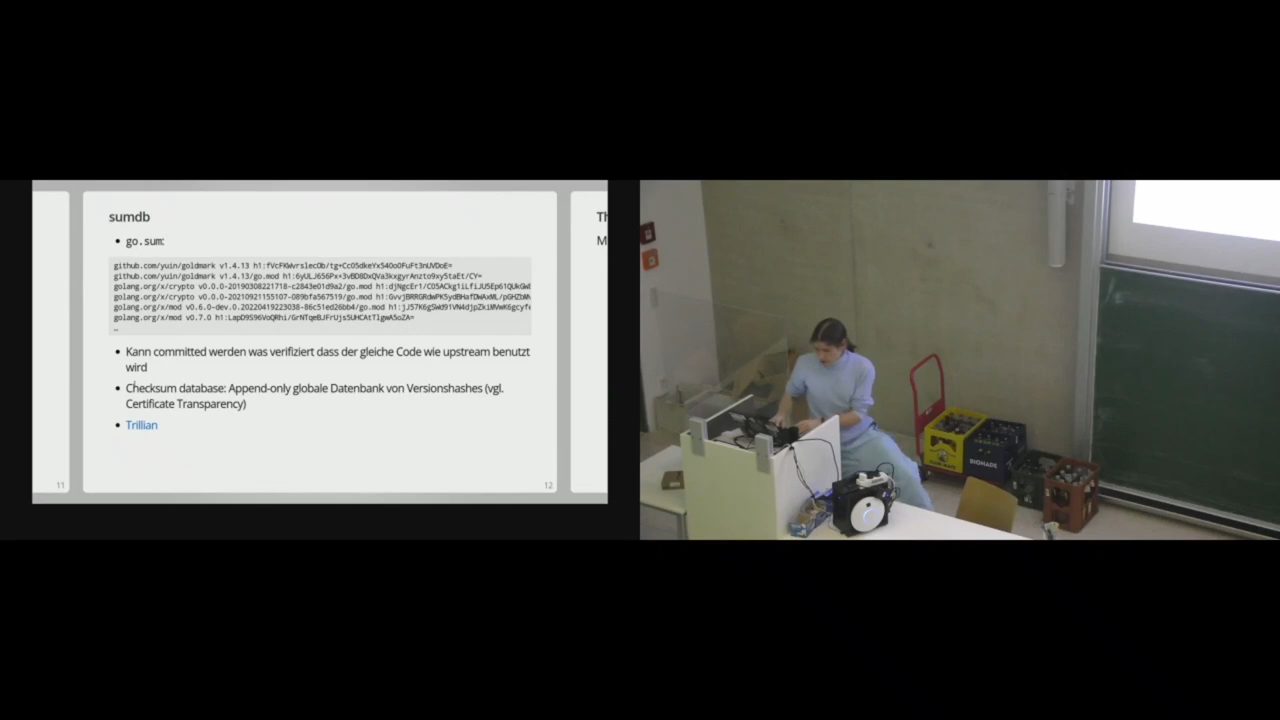 sumdb
Th
• go.sum:
M
github.com/yuin/goldmark v1.4.13 h1:fVcFKWvrslecOb/tg+Cc05dkeYx540o0FuFt3nUVDoE=
github.com/yuin/goldmark v1.4.13/go.mod h1:6yULJ656Px+3vBD8DxQVa3kxgyrAnzto9xy5taEt/CY=
golang.org/x/crypto v0.0.0-20190308221718-c2843e01d9a2/go.mod
golang.org/x/crypto v0.0.0-20210921155107-089bfa567519/go.mod
golang.org/x/mod v0.6.0-dev.0.20220419223038-86c51ed26bb4/go.mod
golang.org/x/mod v0.7.0 h1:LapD9S96VoQRhi/GrNTqeBJFrUjs5UHCAtTlgwA5oZA=
…
• Kann committed werden was verifiziert dass der gleiche Code wie upstream benutzt
wird
• Checksum database: Append-only globale Datenbank von Versionshashes (vgl.
Certificate Transparency)
• Trillian
11
12
BIONADE